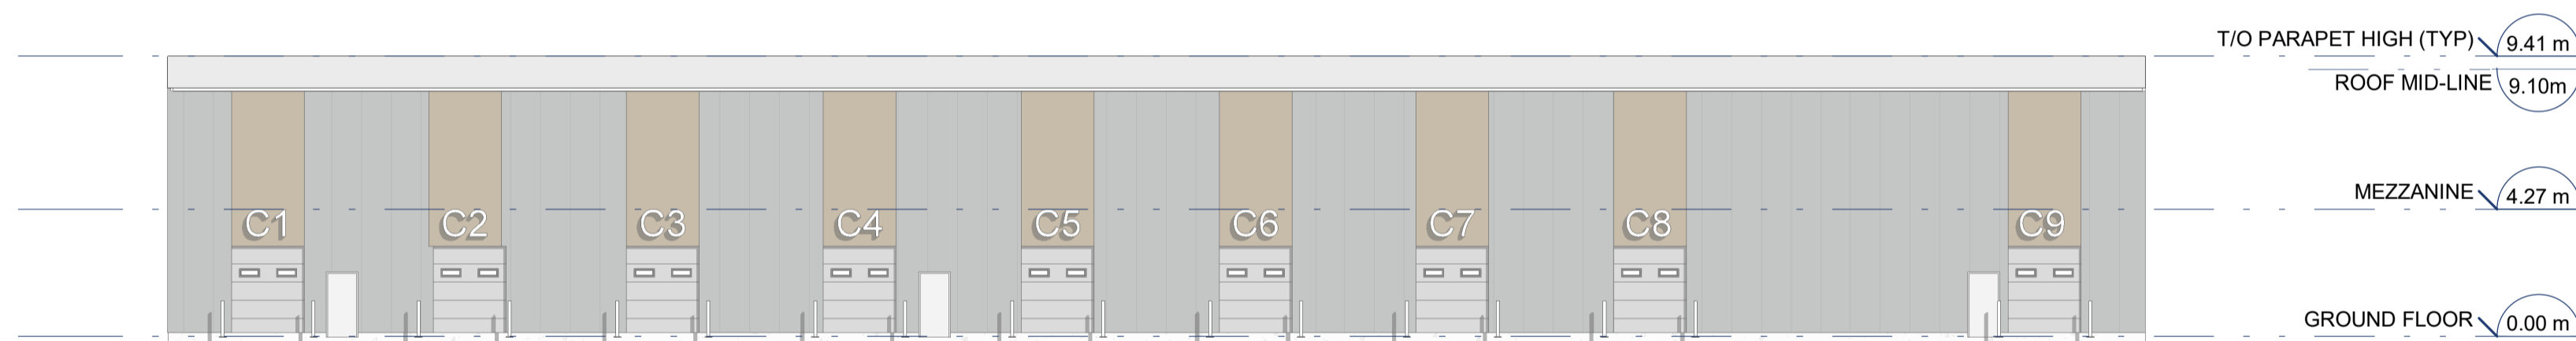 T/O PARAPET HIGH (TYP) 9.41 m
ROOF MID-LINE 9.10m
MEZZANINE 4.27 m
C1 C2 C3 C4 C5 C6 C7 C8 C9
GROUND FLOOR 0.00 m